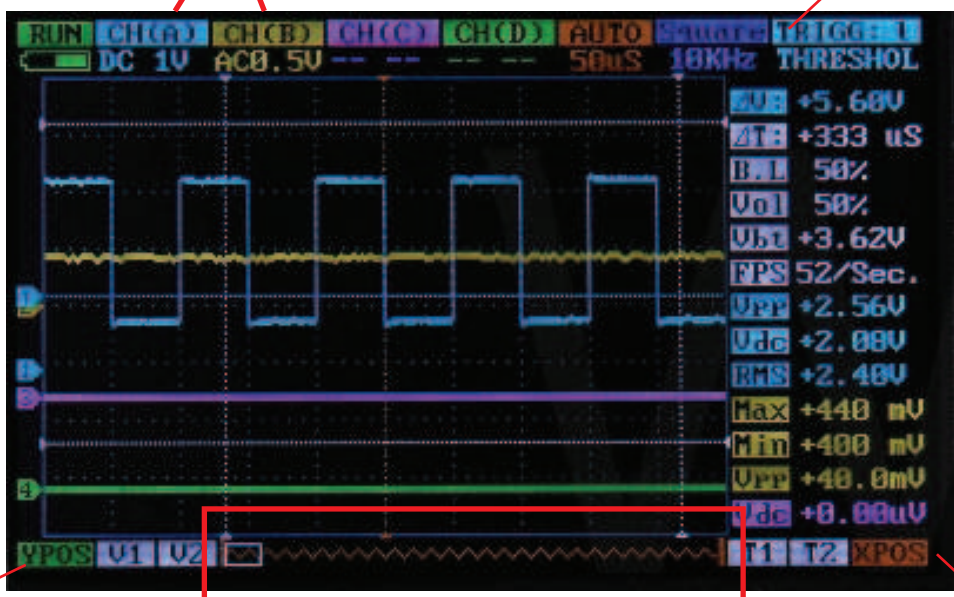 RUN CH(A) CH(B) CH(C) CH(D) AUTO Square TRIGG: 1
DC 1V AC0.5V -- -- -- -- 50uS 10KHz THRESHOL
ΔV: +5.60V
ΔT: +333 uS
B.L 50%
Vol 50%
Vbt +3.62V
FPS 52/Sec.
1
Vpp +2.56V
Vdc +2.08V
RMS +2.40V
3
Max +440 mV
Min +400 mV
4
Vpp +40.0mV
Vdc +0.00uV
YPOS V1 V2 T1 T2 XPOS